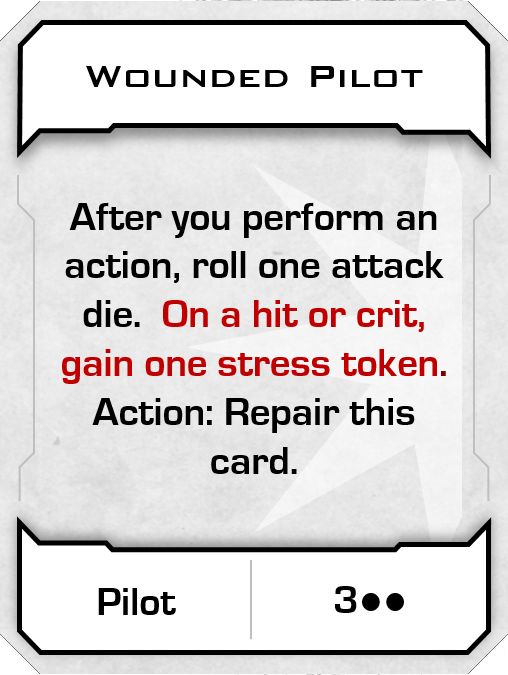 Wounded Pilot
After you perform an
action, roll one attack
die. On a hit or crit,
gain one stress token.
Action: Repair this
card.
Pilot
3●●